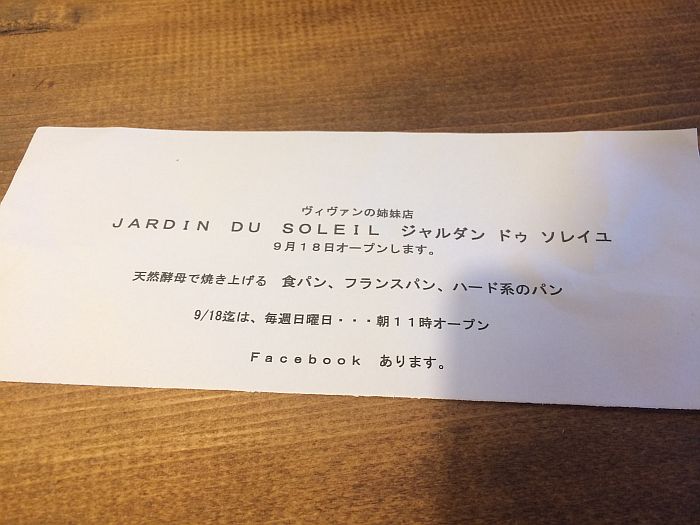 ヴィヴァンの姉妹店
ＪＡＲＤＩＮ　ＤＵ　ＳＯＬＥＩＬ　ジャルダン ドゥ ソレイユ
９月１８日オープンします。
天然酵母で焼き上げる　食パン、フランスパン、ハード系のパン
9/18迄は、毎週日曜日・・・朝１１時オープン
Ｆａｃｅｂｏｏｋ　あります。